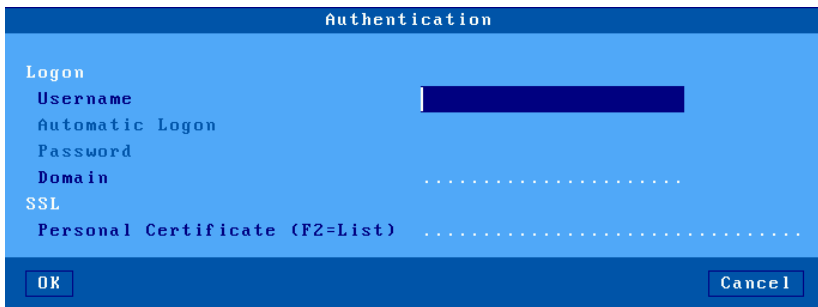 Authentication
Logon
Username
Automatic Logon
Password
Domain ......................
SSL
Personal Certificate (F2=List) ................................
OK Cancel